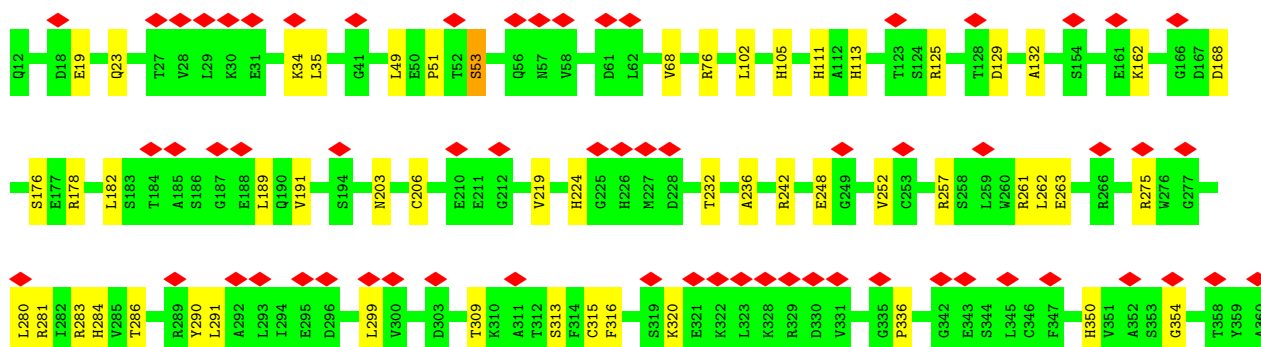 Q12 D18 E19 Q23 T27 V28 L29 K30 E31 K34 L35 G41 L49 E50 P51 T52 S53 Q56 N57 V58 D61 L62 V68 R76 L102 H105 H111 A112 H113 T123 S124 R125 T128 D129 A132 S154 E161 K162 G166 D167 D168
S176 E177 R178 L182 S183 T184 A185 S186 G187 E188 L189 Q190 V191 S194 N203 C206 E210 E211 G212 V219 H224 G225 H226 M227 D228 T232 A236 R242 E248 G249 V252 C253 R257 S258 L259 W260 R261 L262 E263 R266 R275 W276 G277
L280 R281 I282 R283 H284 V285 T286 R289 Y290 L291 A292 L293 I294 E295 D296 L299 V300 D303 T309 K310 A311 T312 S313 F314 C315 F316 S319 K320 E321 K322 L323 K328 R329 D330 V331 G335 P336 G342 E343 S344 L345 C346 F347 H350 V351 A352 S353 G354 T358 Y359 A360